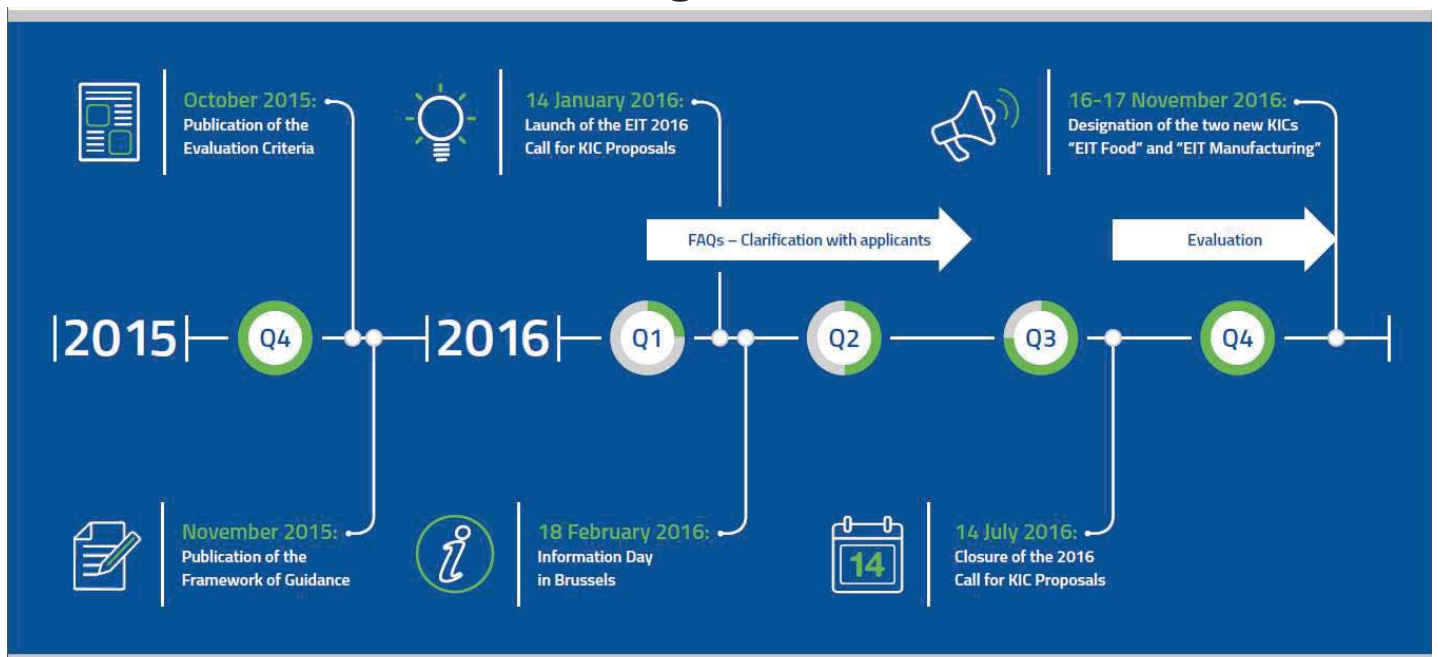 October 2015:
Publication of the
Evaluation Criteria
14 January 2016:
Launch of the EIT 2016
Call for KIC Proposals
16-17 November 2016:
Designation of the two new KICs
“EIT Food” and “EIT Manufacturing”
FAQs – Clarification with applicants
Evaluation
2015
Q4
2016
Q1
Q2
Q3
Q4
November 2015:
Publication of the
Framework of Guidance
18 February 2016:
Information Day
in Brussels
14
14 July 2016:
Closure of the 2016
Call for KIC Proposals